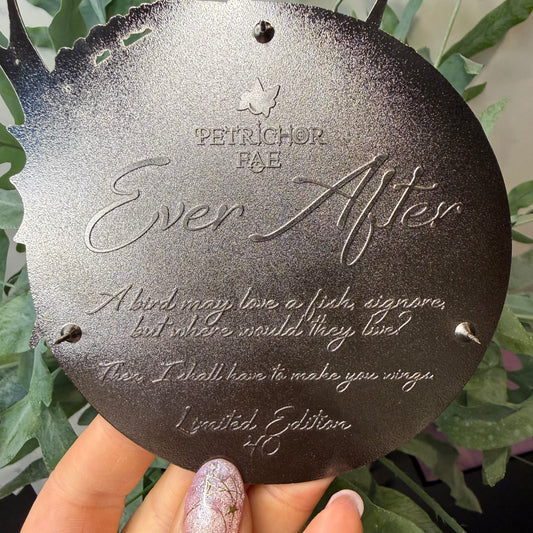 PETRICHOR
FAE
Ever After
A bird may love a fish, signore,
but where would they live?
Then, I shall have to make you wings.
Limited Edition
40